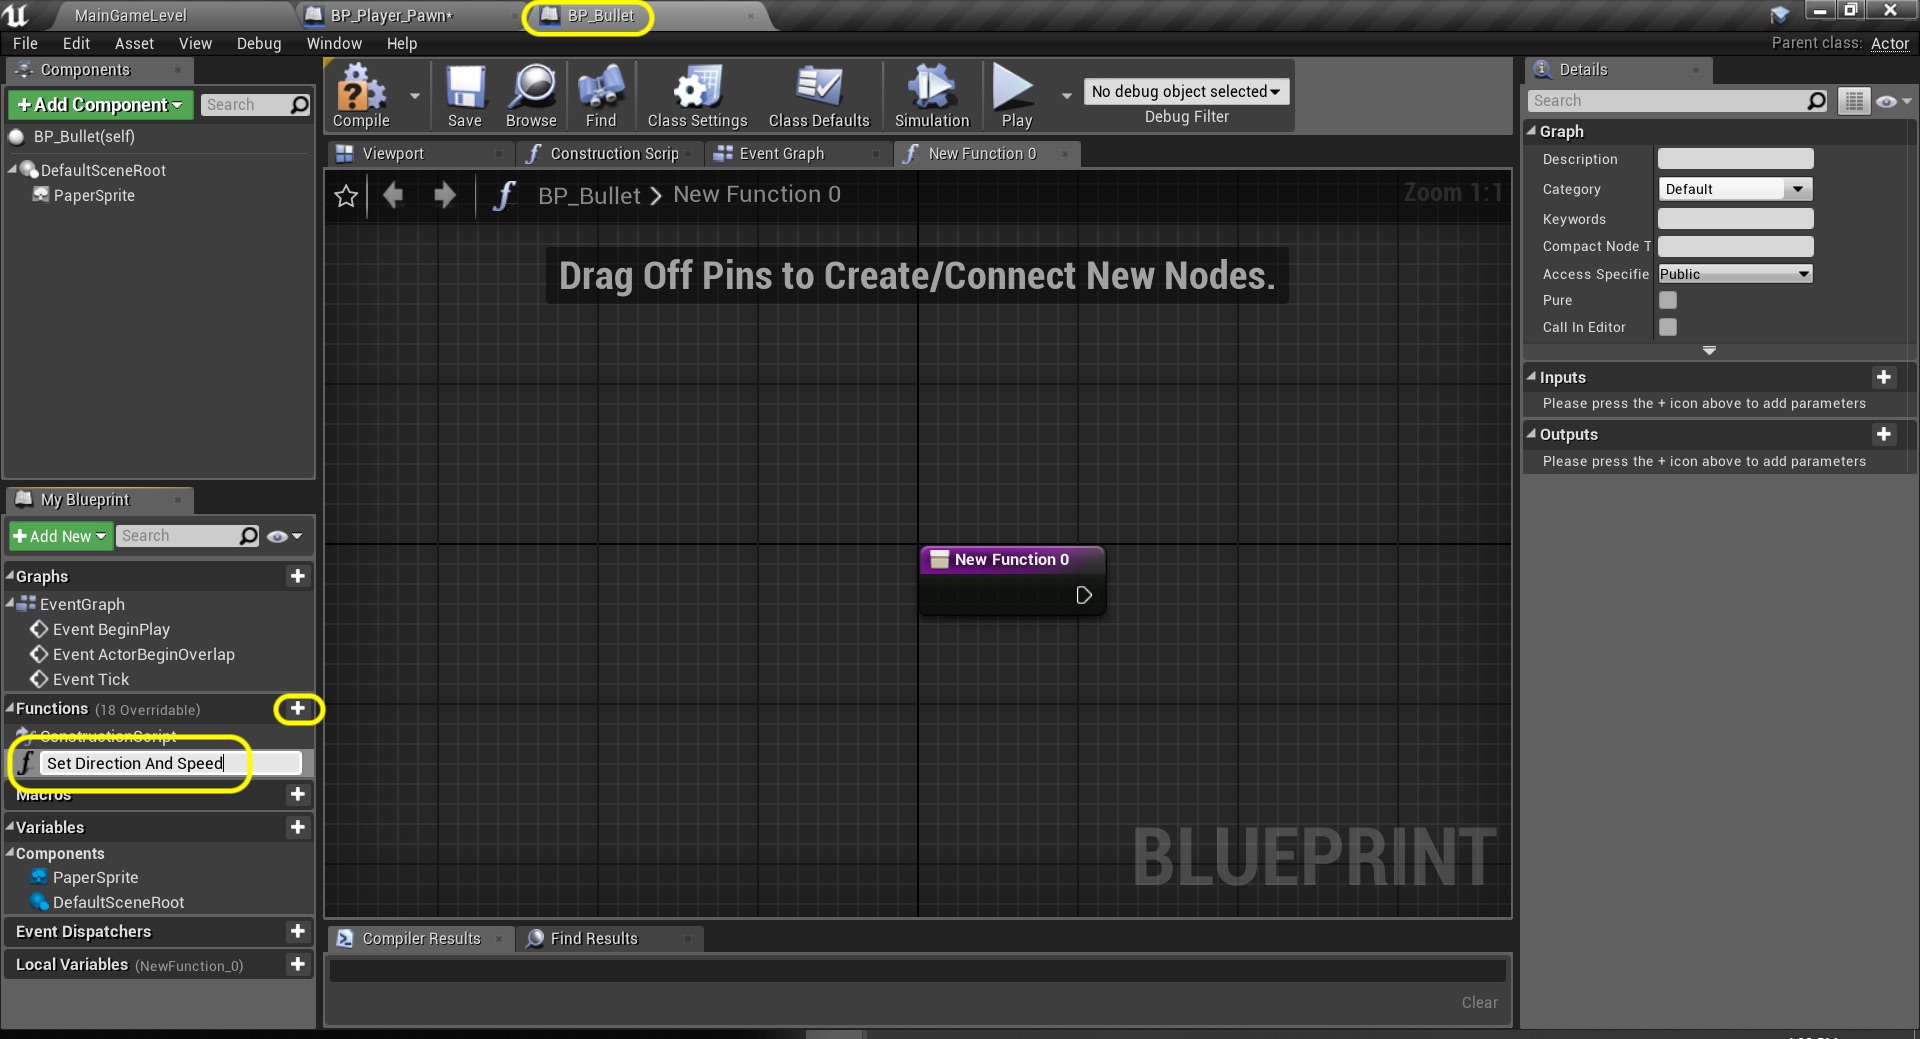 MainGameLevel
BP_Player_Pawn*
BP_Bullet
File Edit Asset View Debug Window Help
Parent class: Actor
Components
+Add Component
Search
BP_Bullet(self)
DefaultSceneRoot
PaperSprite
Compile
Save
Browse
Find
Class Settings
Class Defaults
Simulation
Play
No debug object selected
Debug Filter
Viewport
Construction Scrip
Event Graph
New Function 0
BP_Bullet > New Function 0
Zoom 1:1
Drag Off Pins to Create/Connect New Nodes.
New Function 0
BLUEPRINT
My Blueprint
+Add New
Search
Graphs
EventGraph
Event BeginPlay
Event ActorBeginOverlap
Event Tick
Functions (18 Overridable)
ConstructionScript
Set Direction And Speed
Macros
Variables
Components
PaperSprite
DefaultSceneRoot
Event Dispatchers
Local Variables (NewFunction_0)
Compiler Results
Find Results
Clear
Details
Search
Graph
Description
Category Default
Keywords
Compact Node T
Access Specifie Public
Pure
Call In Editor
Inputs
Please press the + icon above to add parameters
Outputs
Please press the + icon above to add parameters